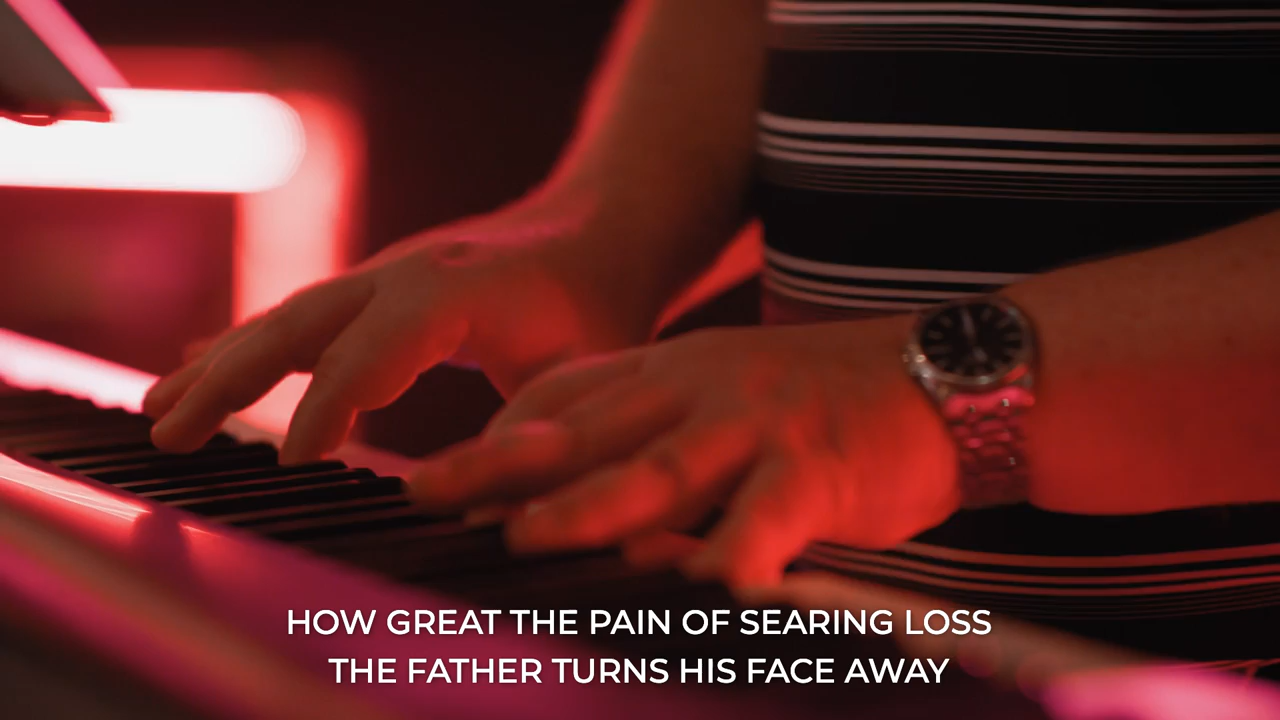 HOW GREAT THE PAIN OF SEARING LOSS
THE FATHER TURNS HIS FACE AWAY